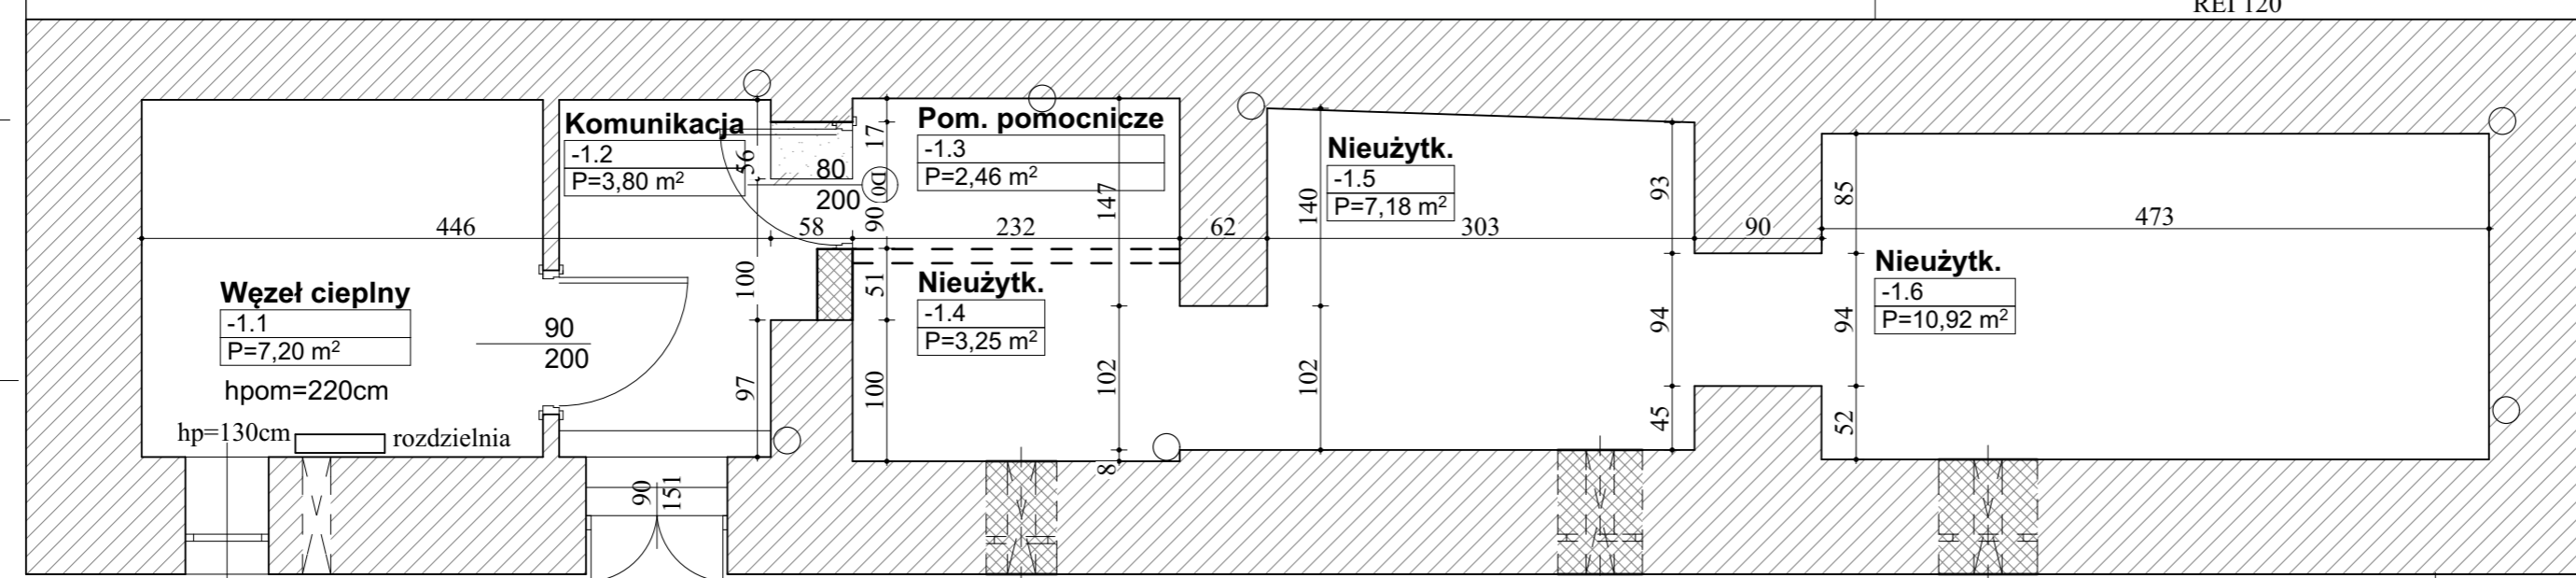 REI 120
Komunikacja
-1.2
P=3,80 m²
56
80
200
17
D0
90
Pom. pomocnicze
-1.3
P=2,46 m²
147
Nieużytk.
-1.5
P=7,18 m²
140
93
85
446
58
232
62
303
90
473
Węzeł cieplny
-1.1
P=7,20 m²
hpom=220cm
hp=130cm
rozdzielnia
90
200
100
97
51
100
Nieużytk.
-1.4
P=3,25 m²
102
8
102
94
45
94
52
Nieużytk.
-1.6
P=10,92 m²
90
151